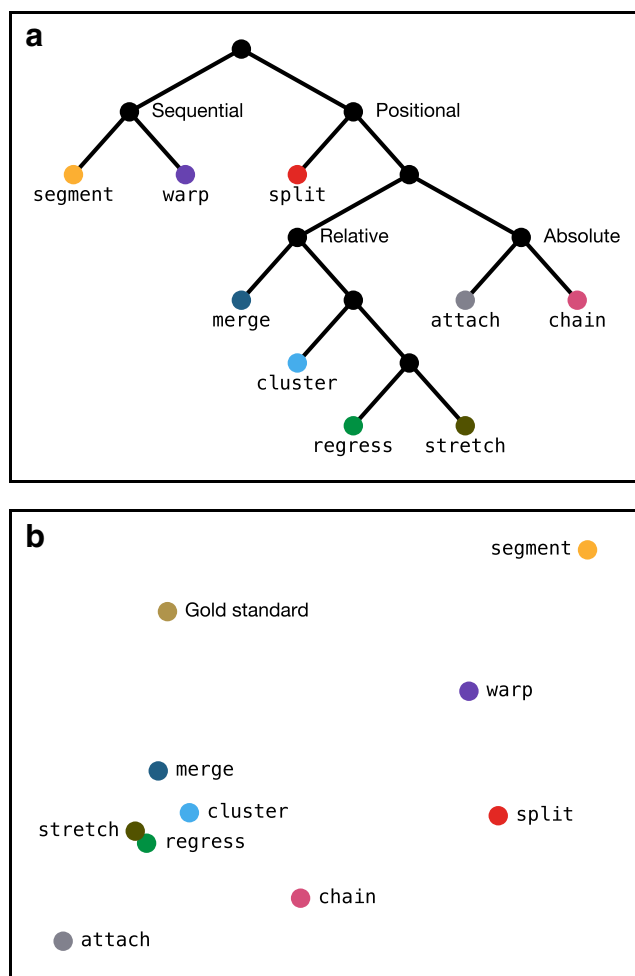 a
Sequential
Positional
segment
warp
split
Relative
Absolute
merge
attach
chain
cluster
regress
stretch
b
segment
Gold standard
warp
merge
cluster
split
stretch
regress
chain
attach